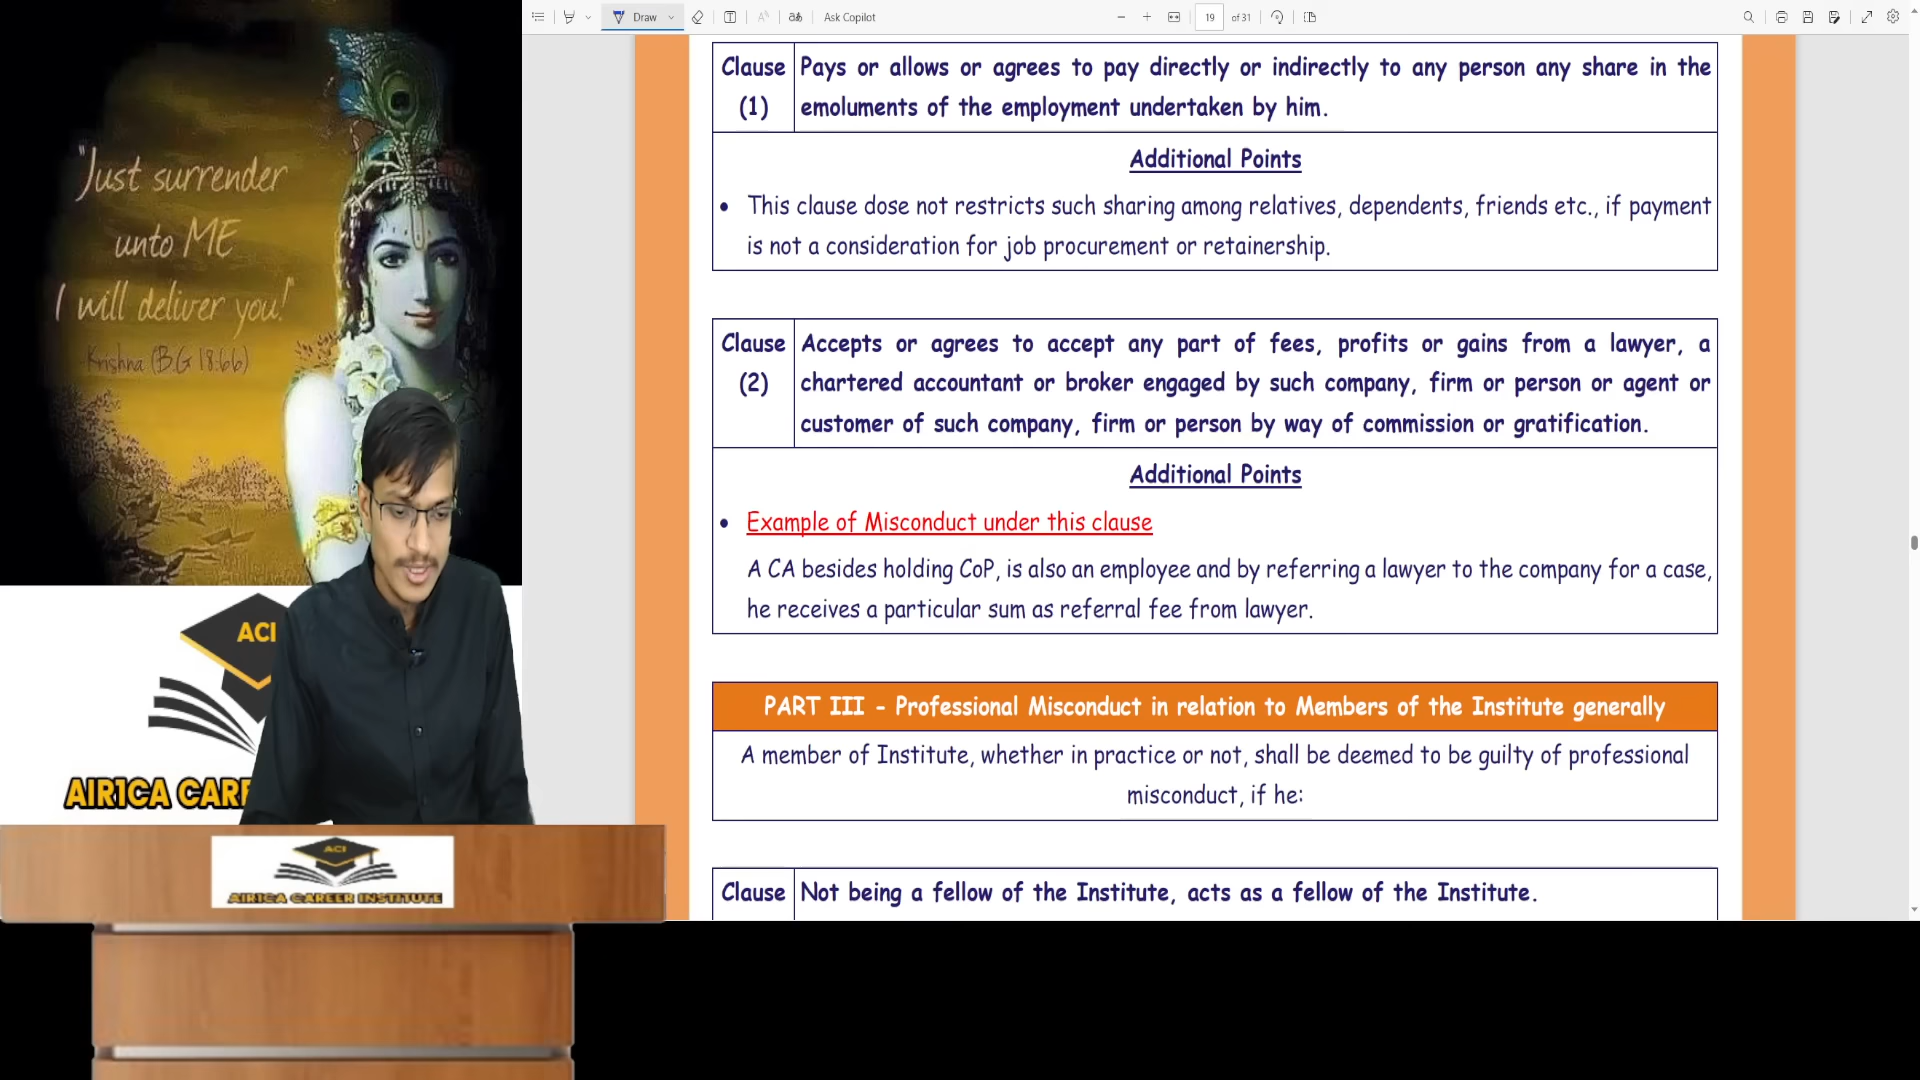 "Just surrender
unto ME
I will deliver you!"
Krishna (B.G 18:66)
ACI
AIR1CA CARE
ACI
AIR1CA CAREER INSTITUTE
Draw
Ask Copilot
19
of 31
Clause
(1)
Pays or allows or agrees to pay directly or indirectly to any person any share in the
emoluments of the employment undertaken by him.
Additional Points
• This clause dose not restricts such sharing among relatives, dependents, friends etc., if payment
is not a consideration for job procurement or retainership.
Clause
(2)
Accepts or agrees to accept any part of fees, profits or gains from a lawyer, a
chartered accountant or broker engaged by such company, firm or person or agent or
customer of such company, firm or person by way of commission or gratification.
Additional Points
• Example of Misconduct under this clause
A CA besides holding CoP, is also an employee and by referring a lawyer to the company for a case,
he receives a particular sum as referral fee from lawyer.
PART III - Professional Misconduct in relation to Members of the Institute generally
A member of Institute, whether in practice or not, shall be deemed to be guilty of professional
misconduct, if he:
Clause
Not being a fellow of the Institute, acts as a fellow of the Institute.